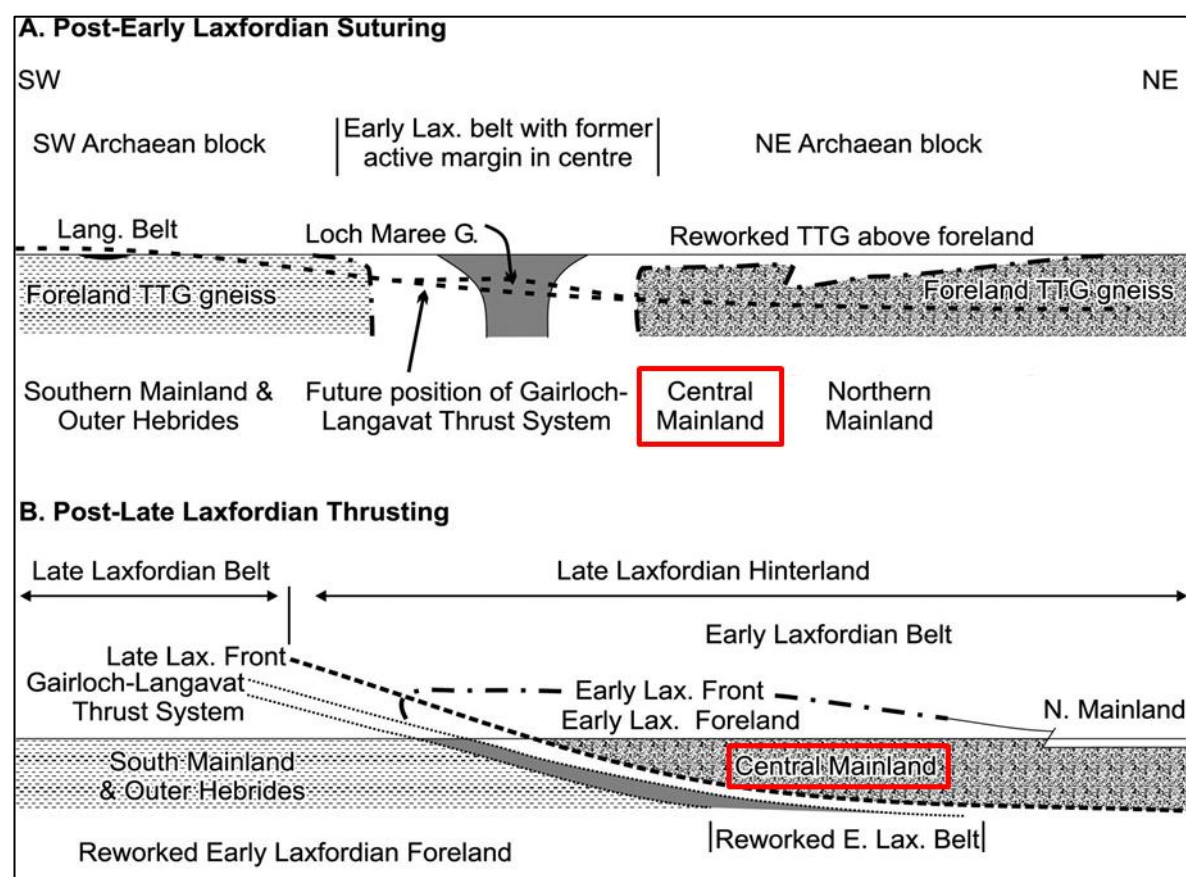 A. Post-Early Laxfordian Suturing
SW
NE
SW Archaean block
Early Lax. belt with former
active margin in centre
NE Archaean block
Lang. Belt
Loch Maree G.
Reworked TTG above foreland
Foreland TTG gneiss
Foreland TTG gneiss
Southern Mainland &
Outer Hebrides
Future position of Gairloch-
Langavat Thrust System
Central
Mainland
Northern
Mainland
B. Post-Late Laxfordian Thrusting
Late Laxfordian Belt
Late Laxfordian Hinterland
Early Laxfordian Belt
Late Lax. Front
Gairloch-Langavat
Thrust System
Early Lax. Front
Early Lax. Foreland
N. Mainland
South Mainland
& Outer Hebrides
Central Mainland
Reworked E. Lax. Belt
Reworked Early Laxfordian Foreland